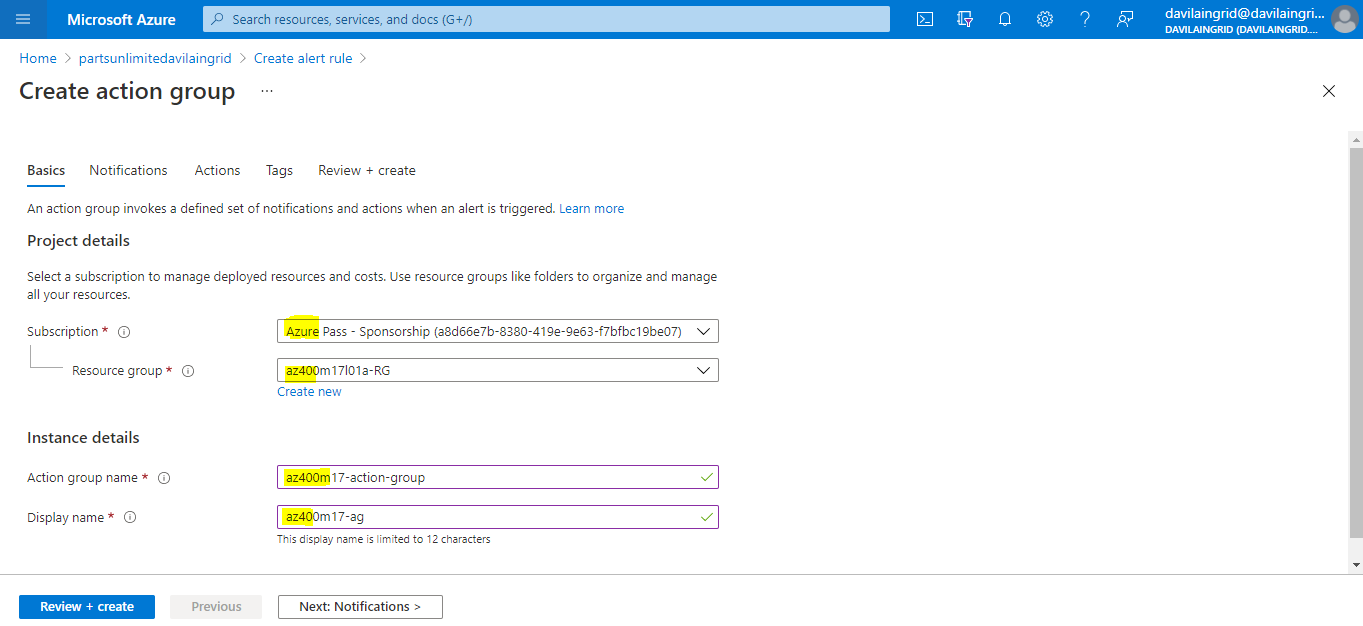 Microsoft Azure
Search resources, services, and docs (G+/)
davilaingrid@davilaingri...
DAVILAINGRID (DAVILAINGRID....
Home > partsunlimitedavilaingrid > Create alert rule >
Create action group ...
Basics Notifications Actions Tags Review + create
An action group invokes a defined set of notifications and actions when an alert is triggered. Learn more
Project details
Select a subscription to manage deployed resources and costs. Use resource groups like folders to organize and manage
all your resources.
Subscription * Azure Pass - Sponsorship (a8d66e7b-8380-419e-9e63-f7bfbc19be07)
Resource group * az400m17l01a-RG
Create new
Instance details
Action group name * az400m17-action-group
Display name * az400m17-ag
This display name is limited to 12 characters
Review + create Previous Next: Notifications >